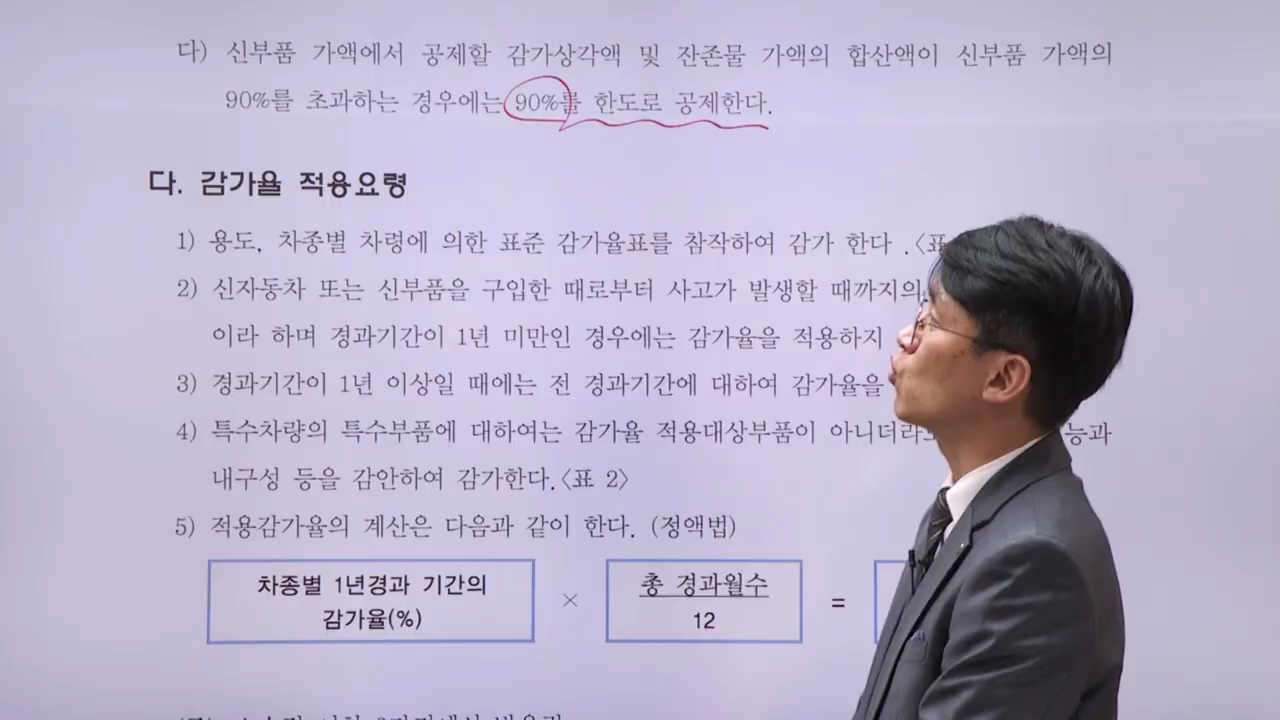 다) 신부품 가액에서 공제할 감가상각액 및 잔존물 가액의 합산액이 신부품 가액의
90%를 초과하는 경우에는 90%를 한도로 공제한다.
다. 감가율 적용요령
1) 용도, 차종별 차령에 의한 표준 감가율표를 참작하여 감가 한다 .〈표
2) 신자동차 또는 신부품을 구입한 때로부터 사고가 발생할 때까지의
이라 하며 경과기간이 1년 미만인 경우에는 감가율을 적용하지
3) 경과기간이 1년 이상일 때에는 전 경과기간에 대하여 감가율을
4) 특수차량의 특수부품에 대하여는 감가율 적용대상부품이 아니더라도 능과
내구성 등을 감안하여 감가한다.〈표 2〉
5) 적용감가율의 계산은 다음과 같이 한다. (정액법)
차종별 1년경과 기간의
감가율(%)
×
총 경과월수
12
=